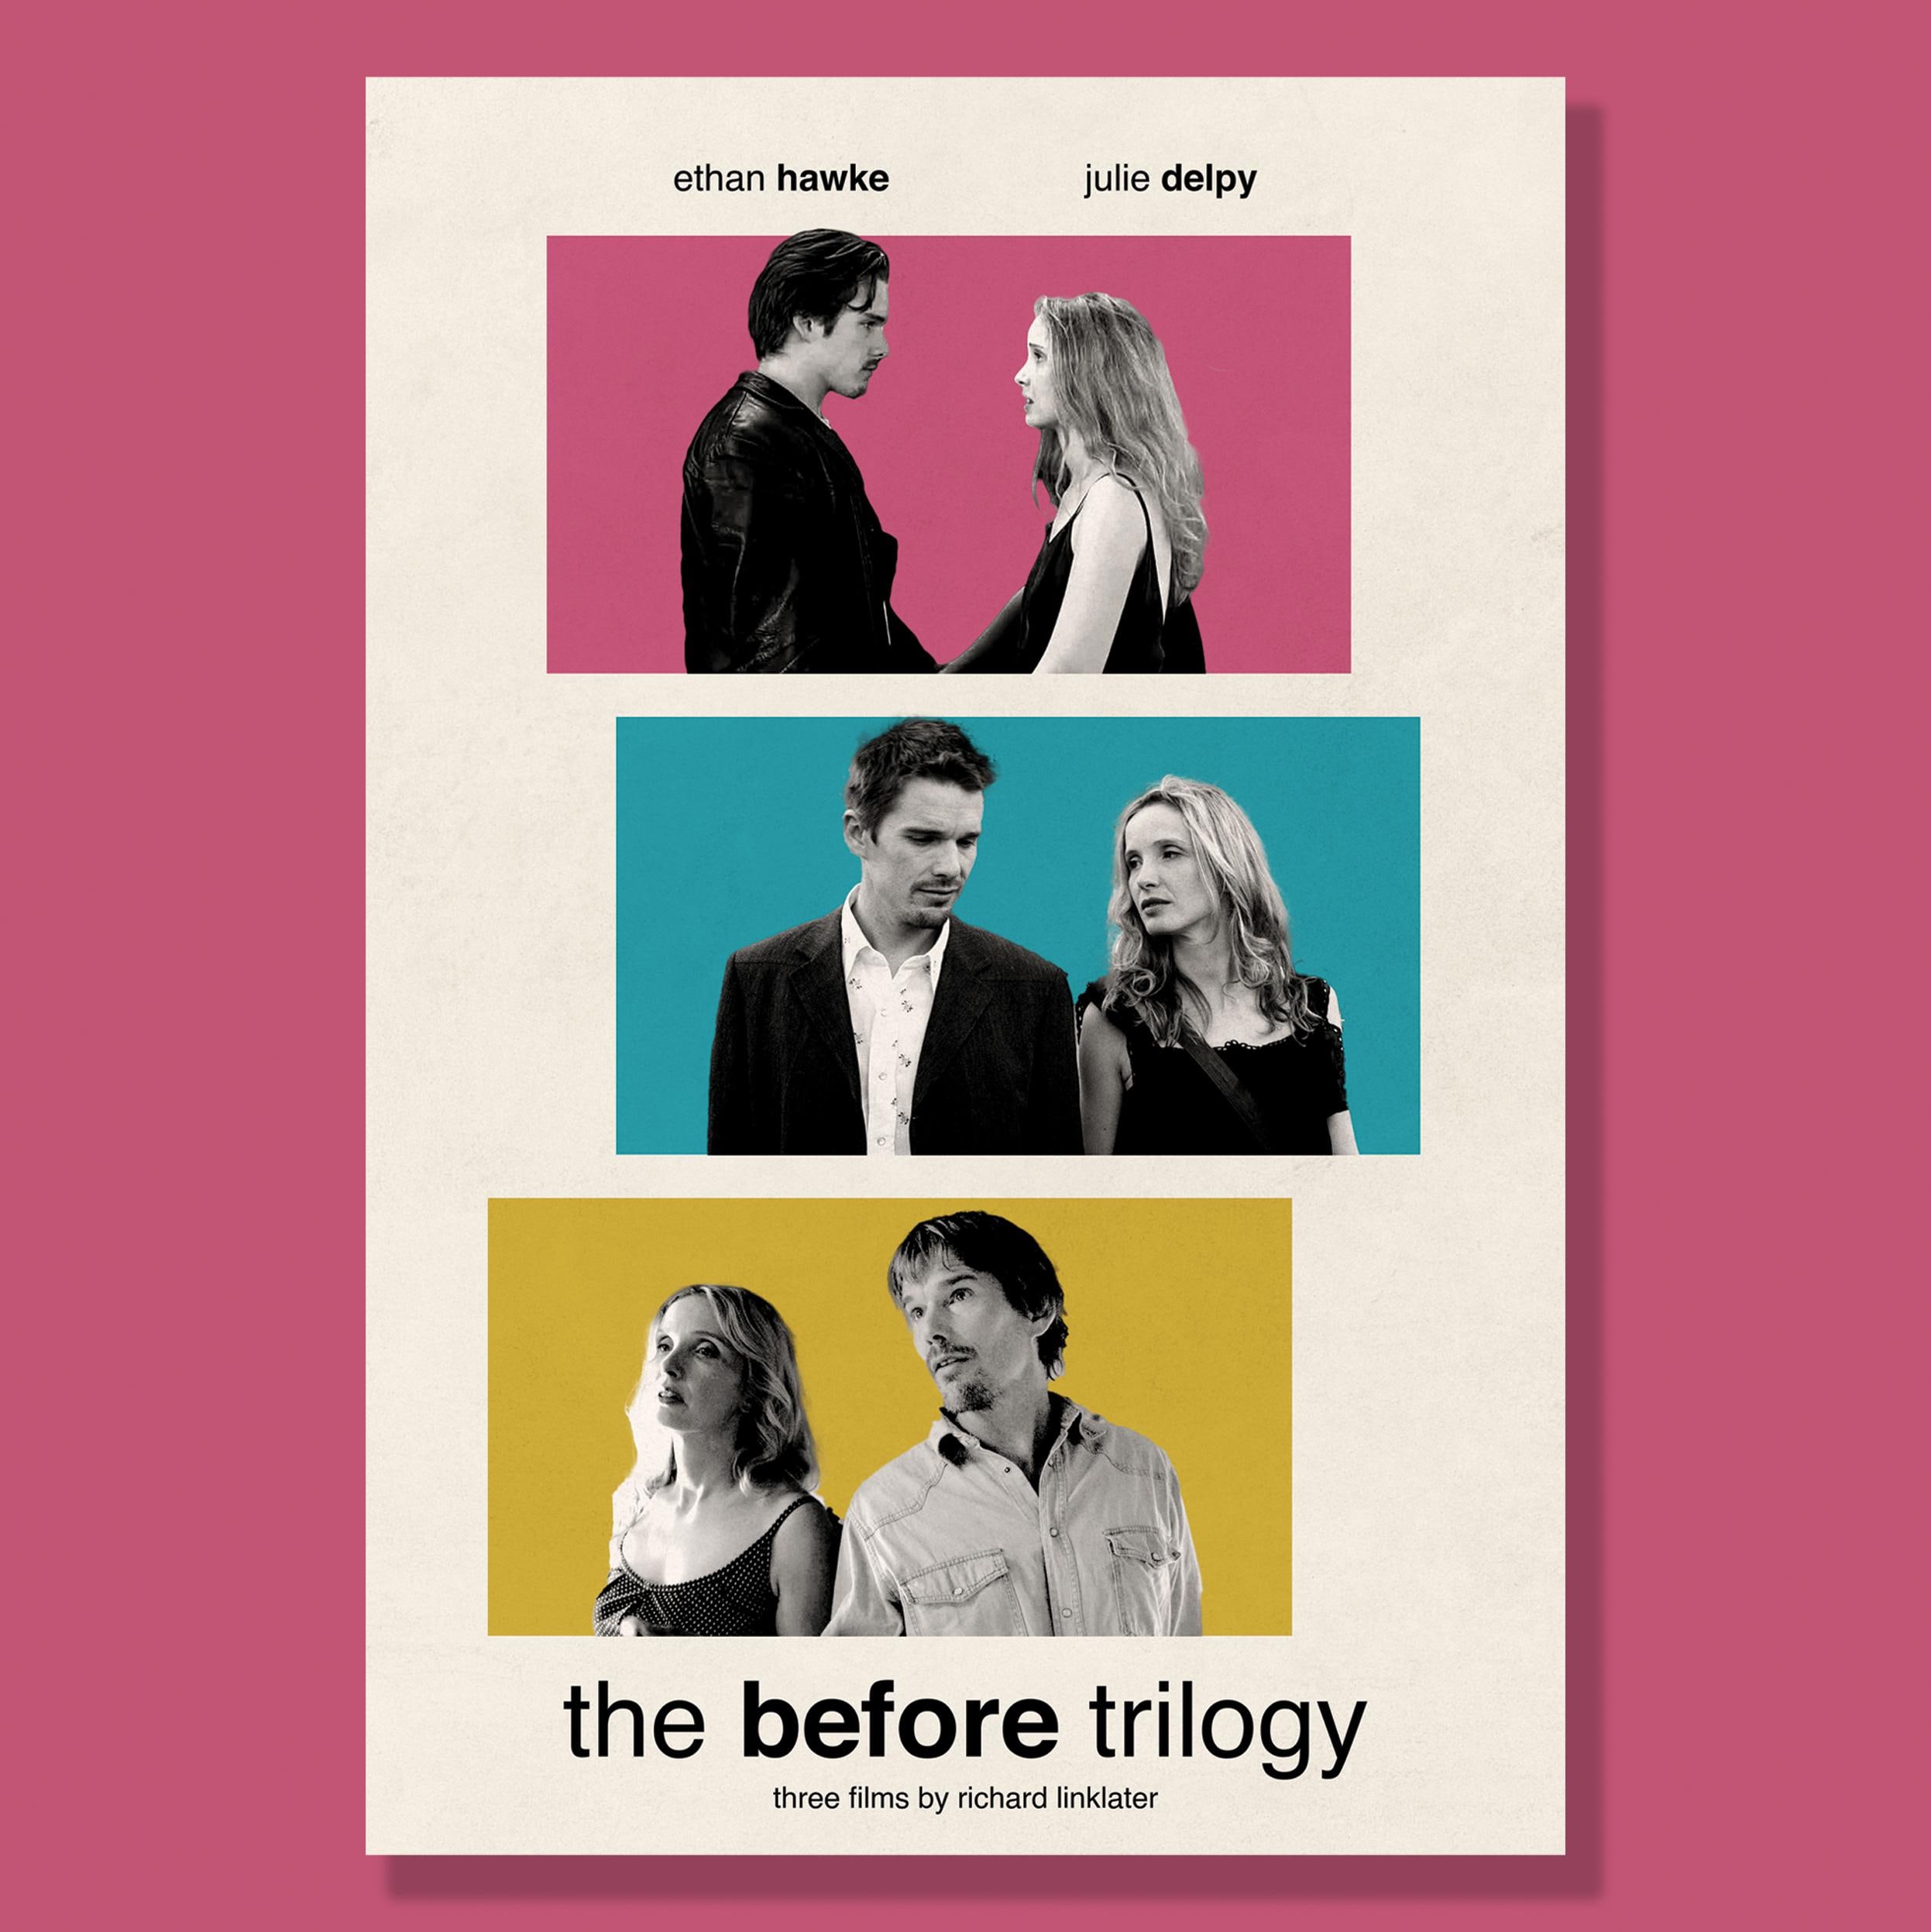 ethan hawke julie delpy
the before trilogy
three films by richard linklater